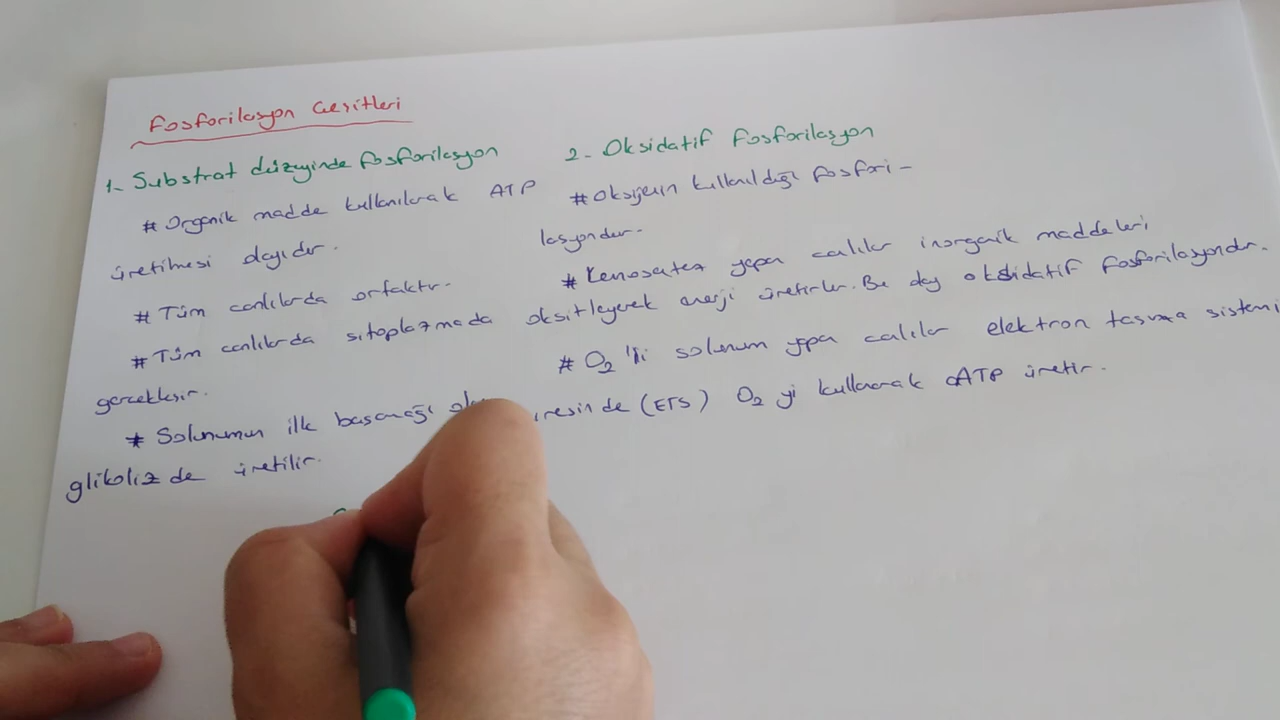 Fosforilasyon Çeşitleri
1- Substrat düzeyinde fosforilasyon
# Organik madde kullanılarak ATP
üretilmesi olayıdır.
# Tüm canlılarda ortaktır.
# Tüm canlılarda sitoplazmada
gerçekleşir.
# Solunumun ilk basamağı
glikoliz de üretilir.
2- Oksidatif Fosforilasyon
# Oksijenin kullanıldığı fosfori-
lasyondur.
# Kemosentez yapan canlılar inorganik maddeleri
oksitleyerek enerji üretirler. Bu olay oksidatif fosforilasyondur.
# O2 'li solunum yapan canlılar elektron taşıma sistemi
(ETS) O2 yi kullanarak ATP üretir.